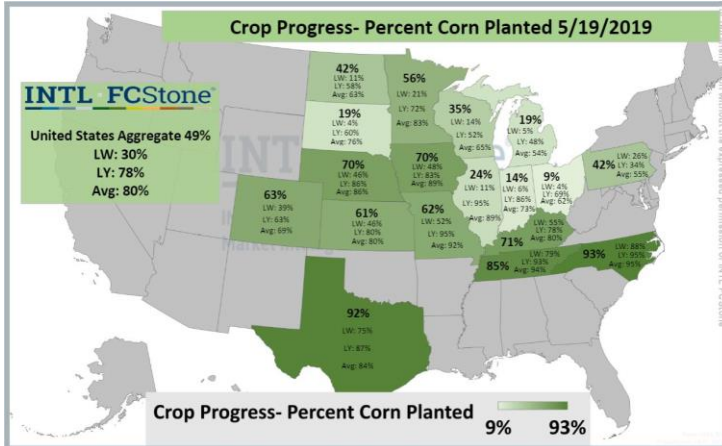 Crop Progress- Percent Corn Planted 5/19/2019
INTL FCStone®
United States Aggregate 49%
LW: 30%
LY: 78%
Avg: 80%
42%
LW: 11%
LY: 58%
Avg: 63%
56%
LW: 21%
LY: 72%
Avg: 83%
35%
LW: 14%
LY: 52%
Avg: 65%
19%
LW: 5%
LY: 48%
Avg: 54%
19%
LW: 4%
LY: 60%
Avg: 76%
70%
LW: 46%
LY: 86%
Avg: 86%
70%
LW: 48%
LY: 83%
Avg: 89%
24%
LW: 11%
LY: 95%
Avg: 89%
14%
LW: 6%
LY: 86%
Avg: 73%
9%
LW: 4%
LY: 69%
Avg: 62%
42%
LW: 26%
LY: 34%
Avg: 55%
63%
LW: 39%
LY: 63%
Avg: 69%
61%
LW: 46%
LY: 80%
Avg: 80%
62%
LW: 52%
LY: 95%
Avg: 92%
71%
LW: 55%
LY: 78%
Avg: 80%
85%
LW: 79%
LY: 93%
Avg: 94%
93%
LW: 88%
LY: 95%
Avg: 95%
92%
LW: 75%
LY: 87%
Avg: 84%
Crop Progress- Percent Corn Planted
9%
93%